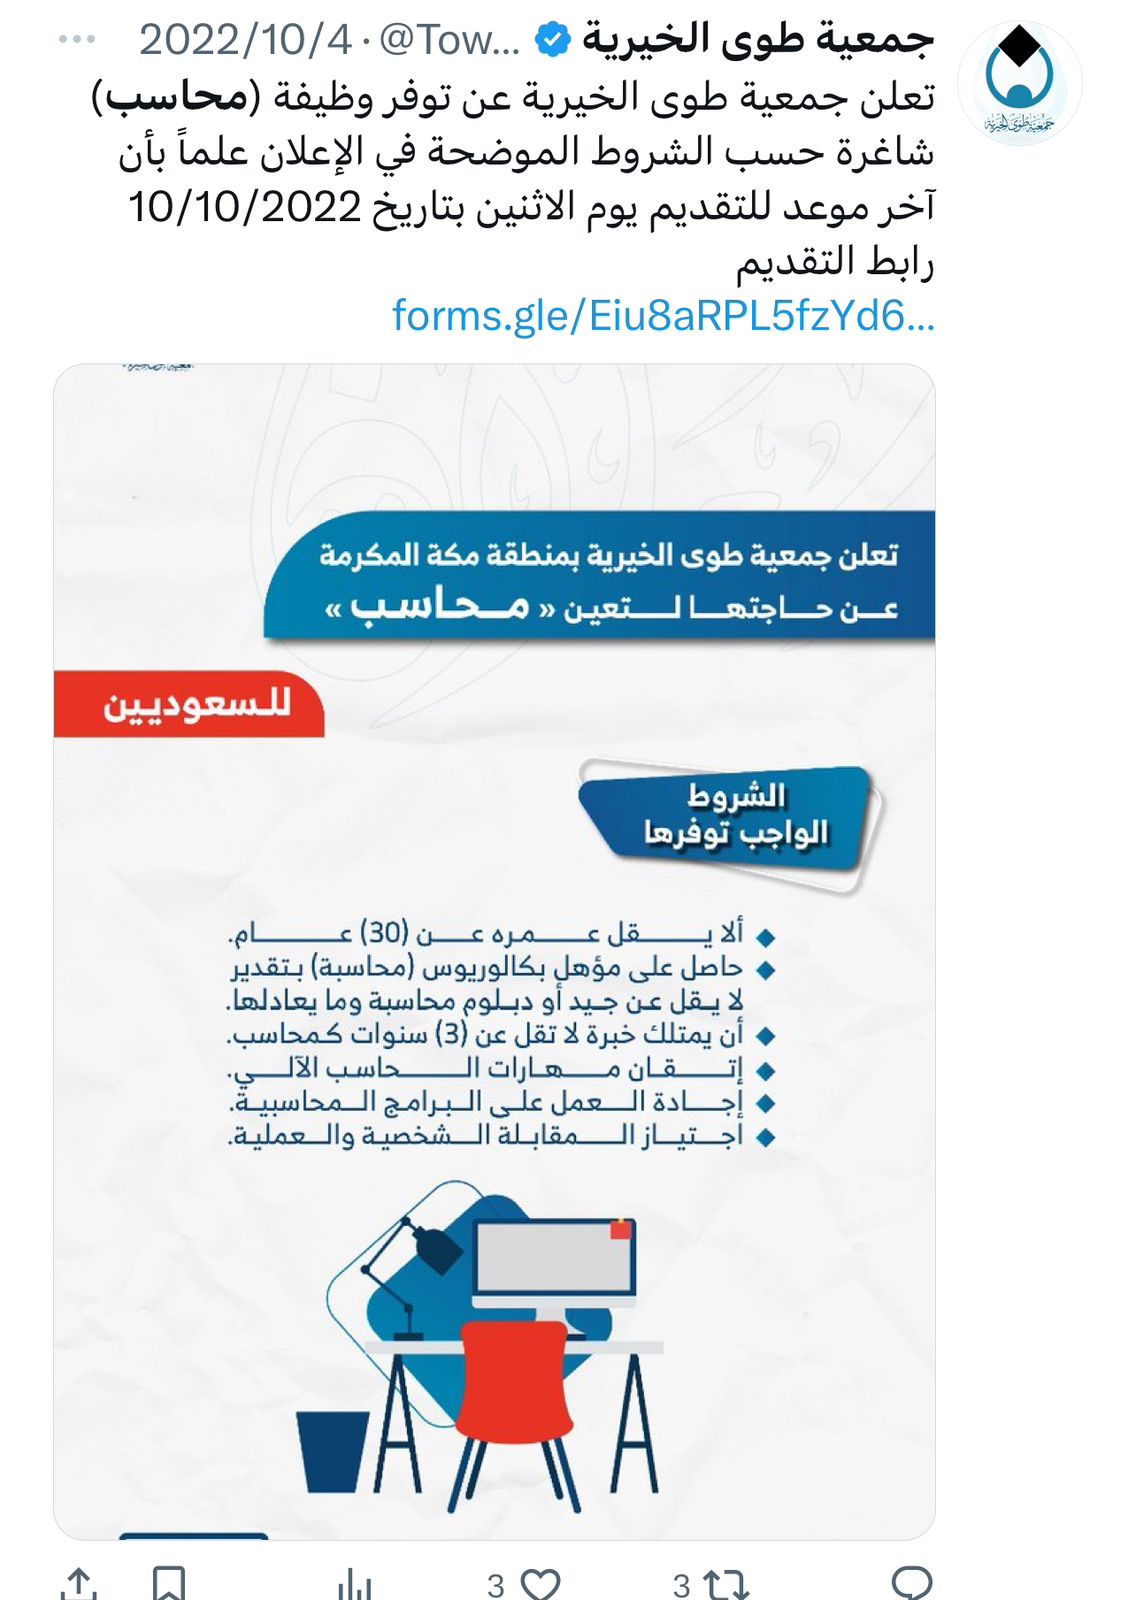 جمعية طوى الخيرية @Tow... · 2022/10/4
تعلن جمعية طوى الخيرية عن توفر وظيفة (محاسب)
شاغرة حسب الشروط الموضحة في الإعلان علماً بأن
آخر موعد للتقديم يوم الاثنين بتاريخ 10/10/2022
رابط التقديم
forms.gle/Eiu8aRPL5fzYd6...
جمعية طوى الخيرية
تعلن جمعية طوى الخيرية بمنطقة مكة المكرمة
عن حاجتها لتعين « محاسب »
للسعوديين
الشروط
الواجب توفرها
ألا يقل عمره عن (30) عام.
حاصل على مؤهل بكالوريوس (محاسبة) بتقدير
لا يقل عن جيد أو دبلوم محاسبة وما يعادلها.
أن يمتلك خبرة لا تقل عن (3) سنوات كمحاسب.
إتقان مهارات الحاسب الآلي.
إجادة العمل على البرامج المحاسبية.
اجتياز المقابلة الشخصية والعملية.
3
3